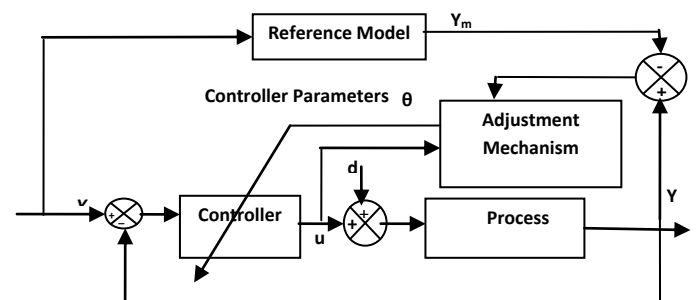 Reference Model
Yₘ
-
+
Controller Parameters θ
Adjustment
Mechanism
d
+
Y
+
-
Controller
u
+
Process